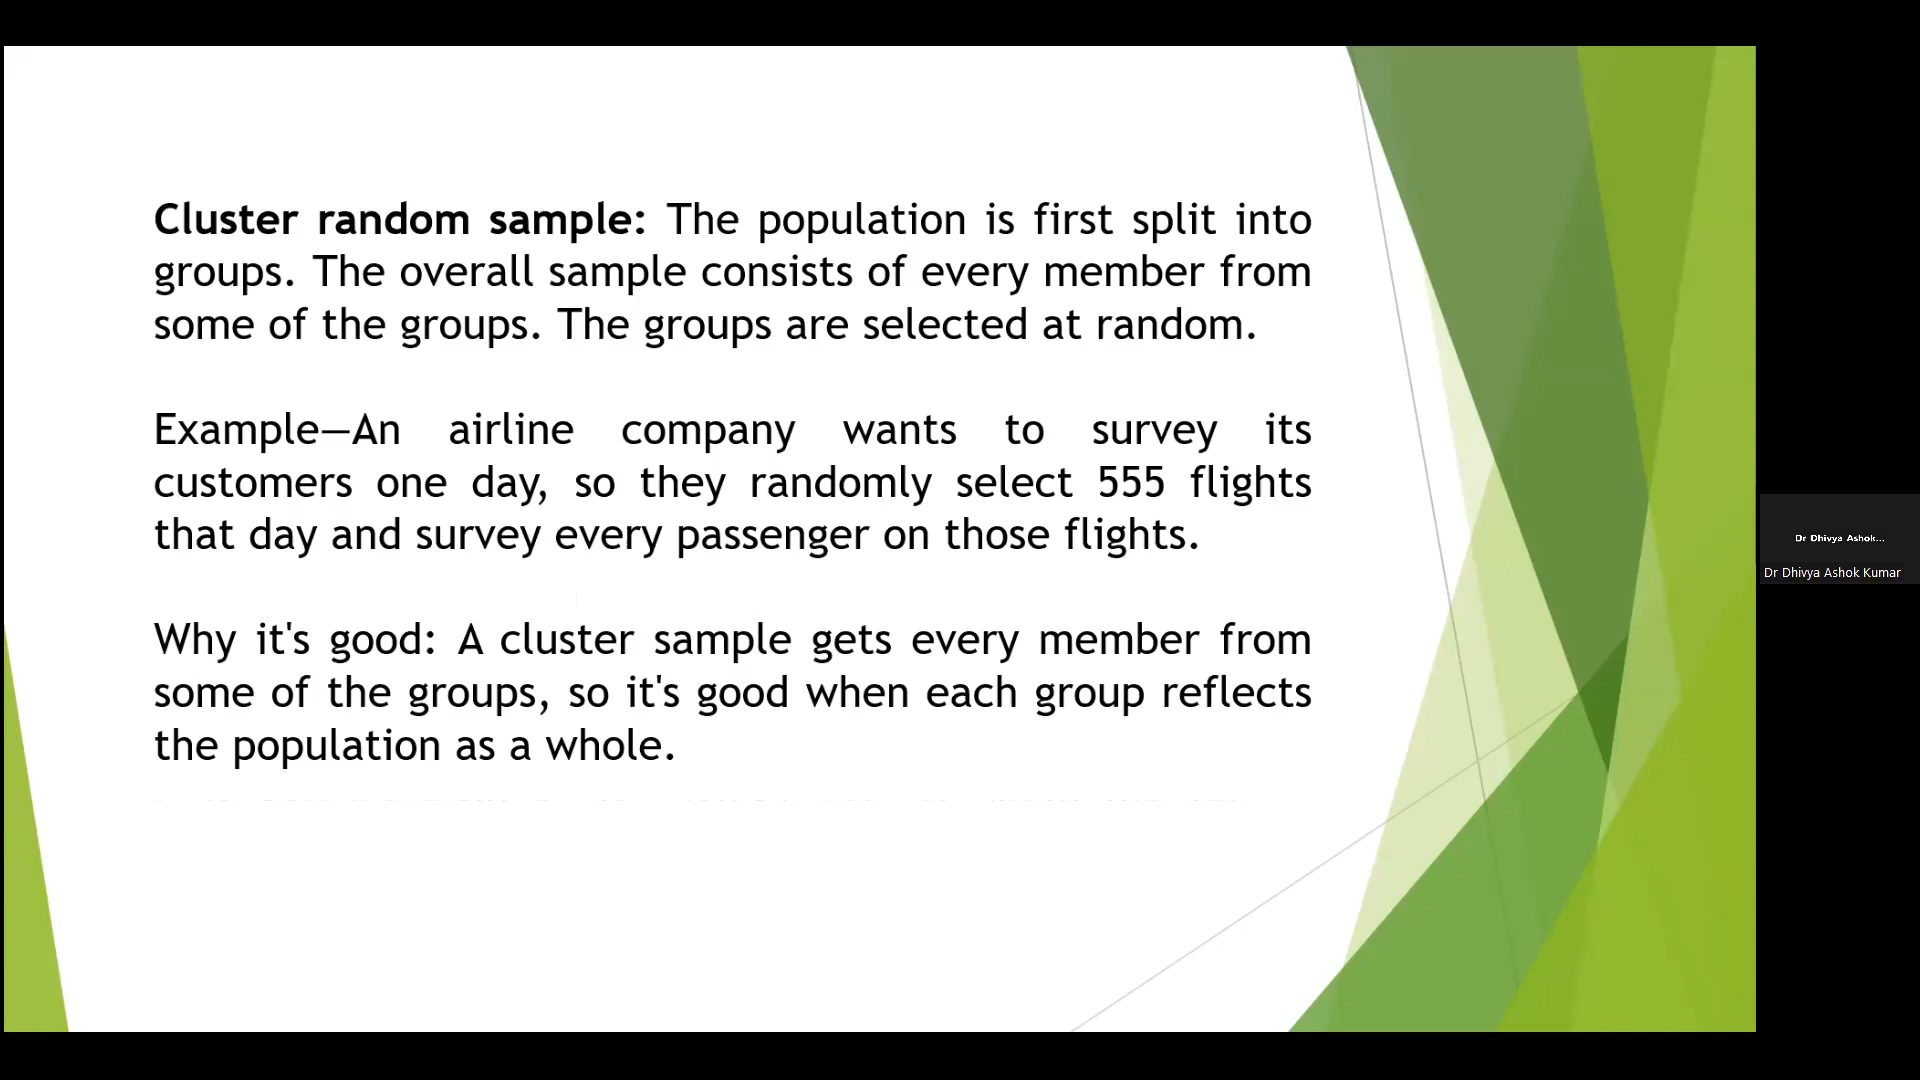 Cluster random sample: The population is first split into
groups. The overall sample consists of every member from
some of the groups. The groups are selected at random.
Example—An airline company wants to survey its
customers one day, so they randomly select 555 flights
that day and survey every passenger on those flights.
Why it's good: A cluster sample gets every member from
some of the groups, so it's good when each group reflects
the population as a whole.
Dr Dhivya Ashok...
Dr Dhivya Ashok Kumar